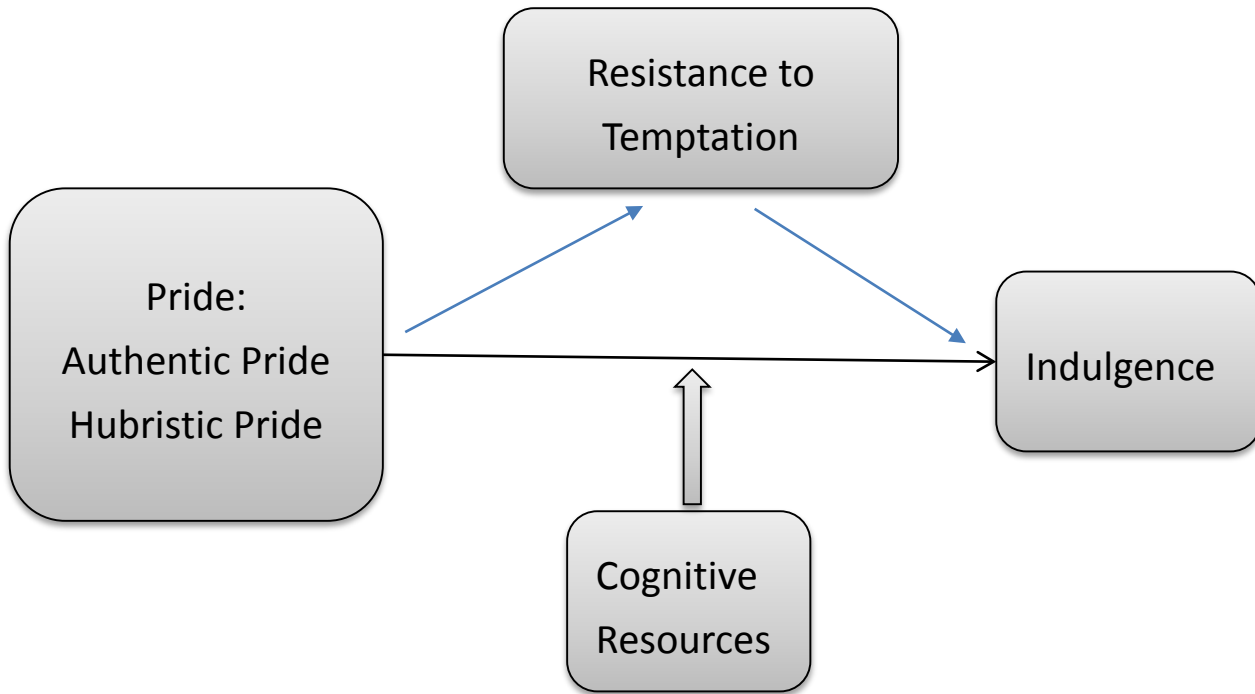 Resistance to
Temptation
Pride:
Authentic Pride
Hubristic Pride
Indulgence
Cognitive
Resources